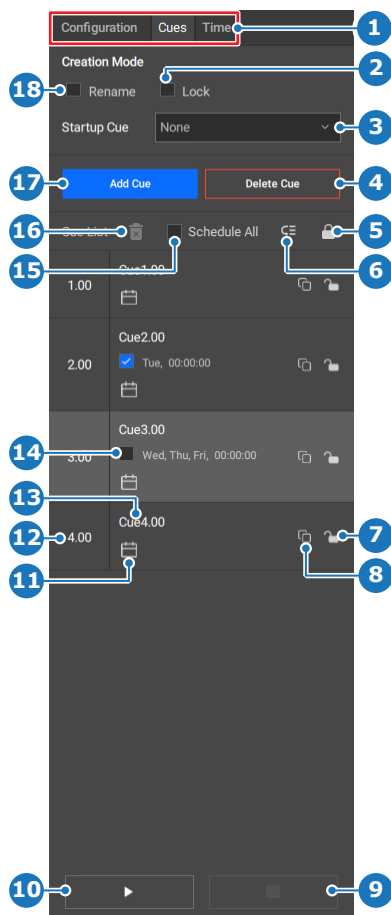 Configuration Cues Time 1
Creation Mode
2
18 Rename Lock
Startup Cue None 3
17 Add Cue Delete Cue 4
16 Cue List Schedule All 5
15 6
Cue1.00
1.00
Cue2.00
2.00 Tue, 00:00:00
Cue3.00
14 3.00 Wed, Thu, Fri, 00:00:00
13
Cue4.00
12 4.00 7
11 8
10 9